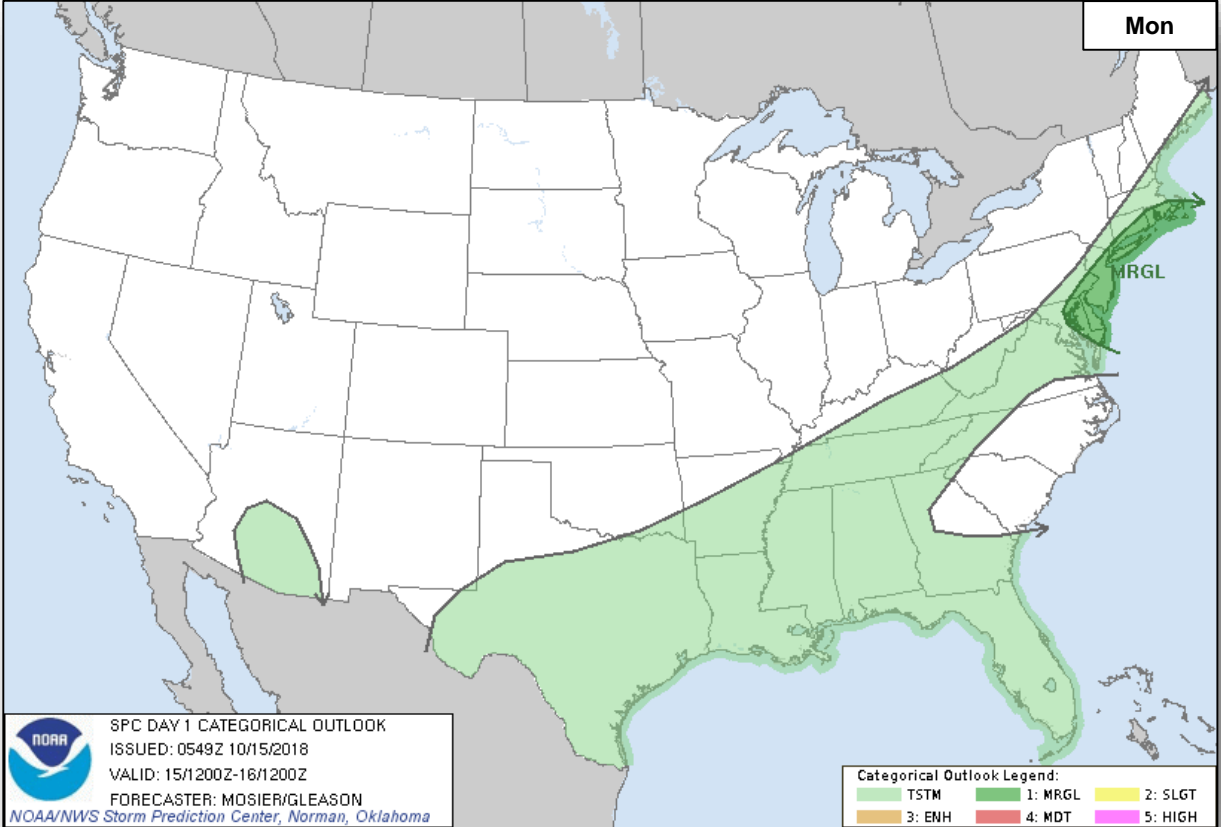 Mon
MRGL
NOAA
SPC DAY 1 CATEGORICAL OUTLOOK
ISSUED: 0549Z 10/15/2018
VALID: 15/1200Z-16/1200Z
FORECASTER: MOSIER/GLEASON
NOAA/NWS Storm Prediction Center, Norman, Oklahoma
Categorical Outlook Legend:
TSTM 1: MRGL 2: SLGT
3: ENH 4: MDT 5: HIGH